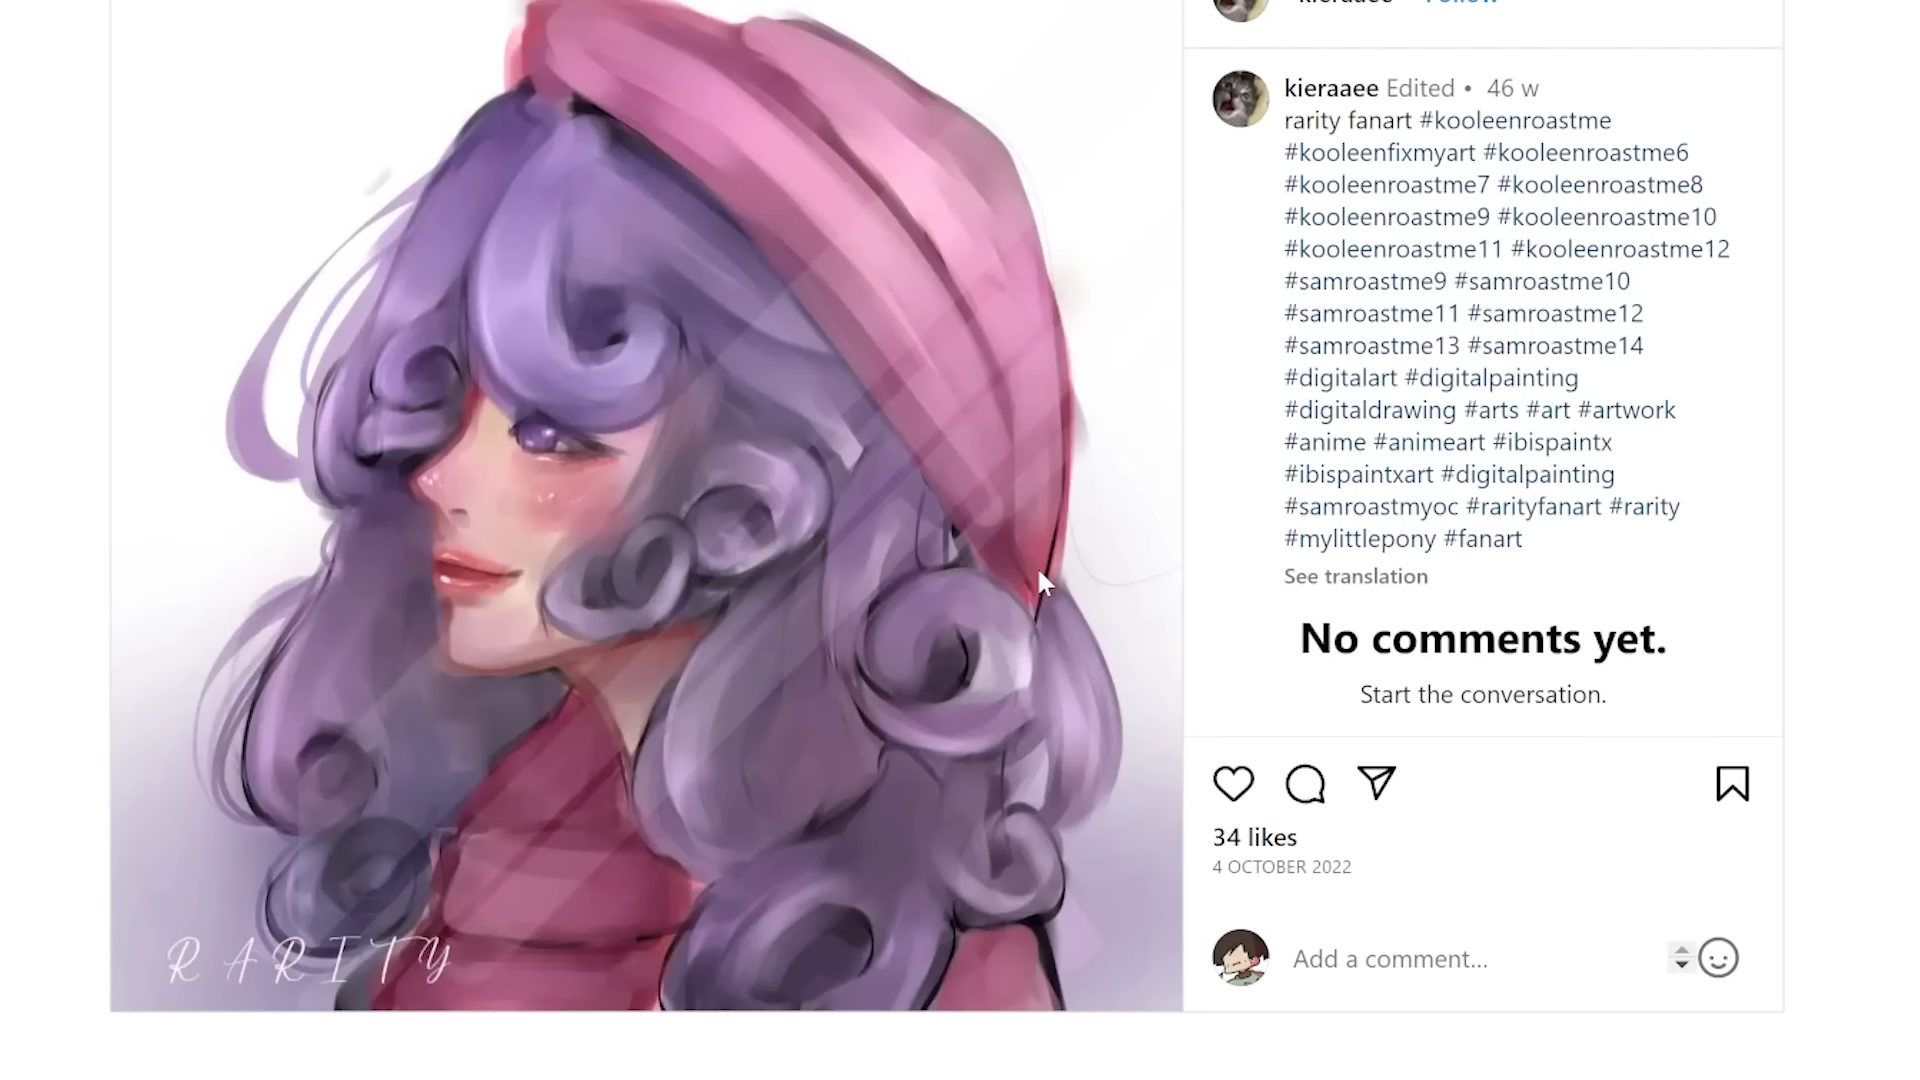 RARITY
kieraaee Edited • 46 w
rarity fanart #kooleenroastme
#kooleenfixmyart #kooleenroastme6
#kooleenroastme7 #kooleenroastme8
#kooleenroastme9 #kooleenroastme10
#kooleenroastme11 #kooleenroastme12
#samroastme9 #samroastme10
#samroastme11 #samroastme12
#samroastme13 #samroastme14
#digitalart #digitalpainting
#digitaldrawing #arts #art #artwork
#anime #animeart #ibispaintx
#ibispaintxart #digitalpainting
#samroastmyoc #rarityfanart #rarity
#mylittlepony #fanart
See translation
No comments yet.
Start the conversation.
34 likes
4 OCTOBER 2022
Add a comment...